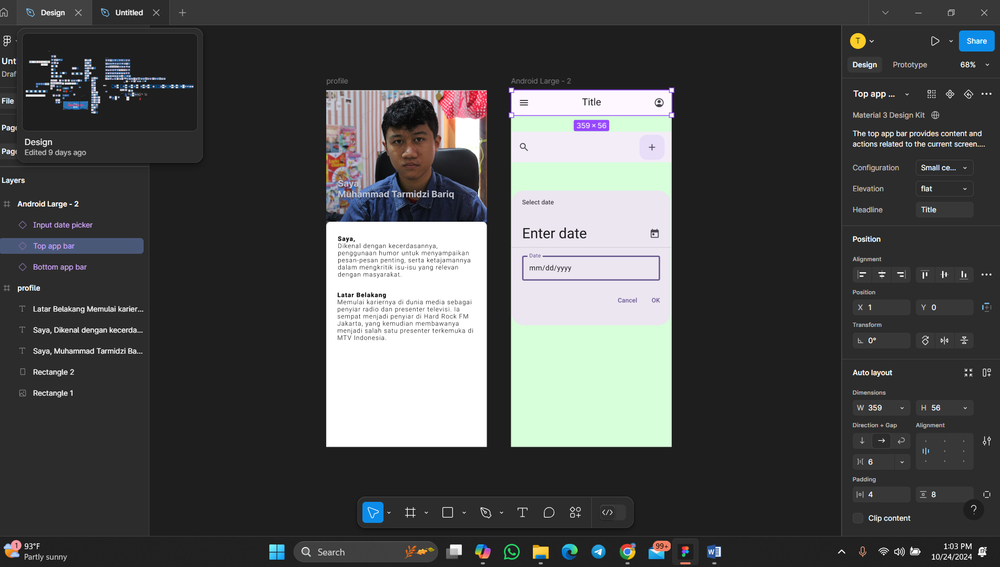 Design
Untitled
Design
Edited 9 days ago
File
Layers
Android Large - 2
Input date picker
Top app bar
Bottom app bar
profile
Latar Belakang Memulai karier...
Saya, Dikenal dengan kecerda...
Saya, Muhammad Tarmidzi Ba...
Rectangle 2
Rectangle 1
profile
Saya,
Muhammad Tarmidzi Bariq
Saya,
Dikenal dengan kecerdasannya,
penggunaan humor untuk menyampaikan
pesan-pesan penting, serta ketajamannya
dalam mengkritik isu-isu yang relevan
dengan masyarakat.
Latar Belakang
Memulai kariernya di dunia media sebagai
penyiar radio dan presenter televisi. Ia
sempat menjadi penyiar di Hard Rock FM
Jakarta, yang kemudian membawanya
menjadi salah satu presenter terkemuka di
MTV Indonesia.
Android Large - 2
Title
359 × 56
Select date
Enter date
Date
mm/dd/yyyy
Cancel OK
T
Share
Design Prototype 68%
Top app ...
Material 3 Design Kit
The top app bar provides content and
actions related to the current screen....
Configuration Small ce...
Elevation flat
Headline Title
Position
Alignment
Position
X 1 Y 0
Transform
0°
Auto layout
Dimensions
W 359 H 56
Direction + Gap Alignment
6
Padding
4 8
Clip content
?
1
93°F
Partly sunny
Search
99+
1:03 PM
10/24/2024